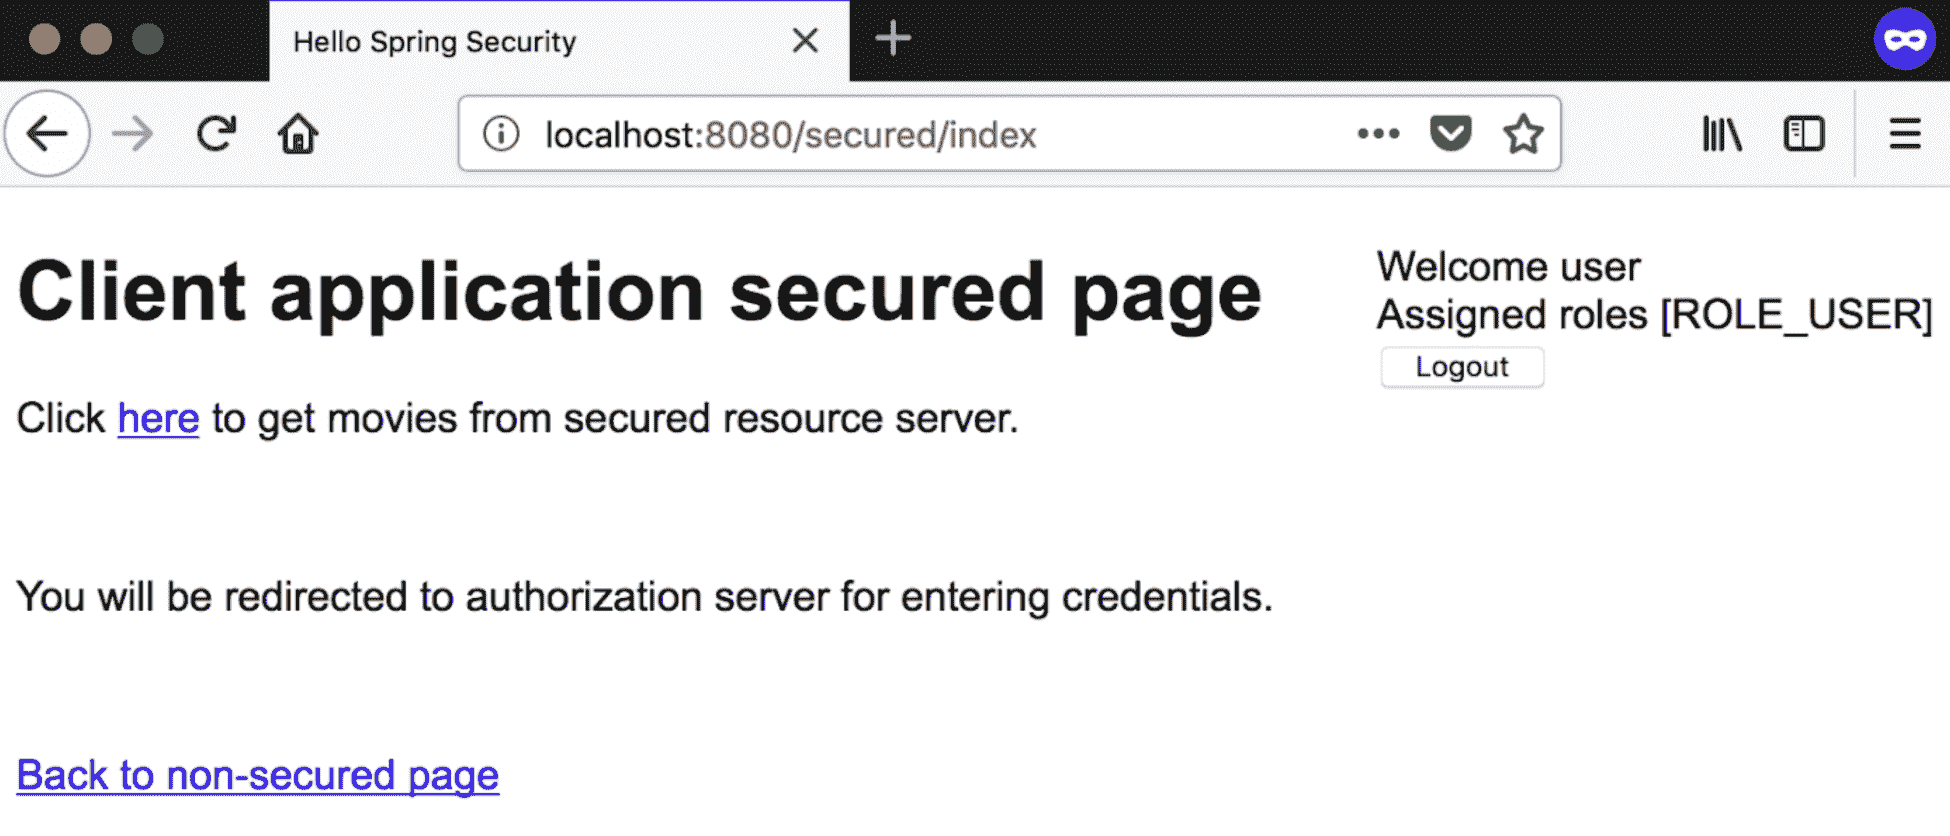 Hello Spring Security
localhost:8080/secured/index
Client application secured page
Welcome user
Assigned roles [ROLE_USER]
Logout
Click here to get movies from secured resource server.
You will be redirected to authorization server for entering credentials.
Back to non-secured page